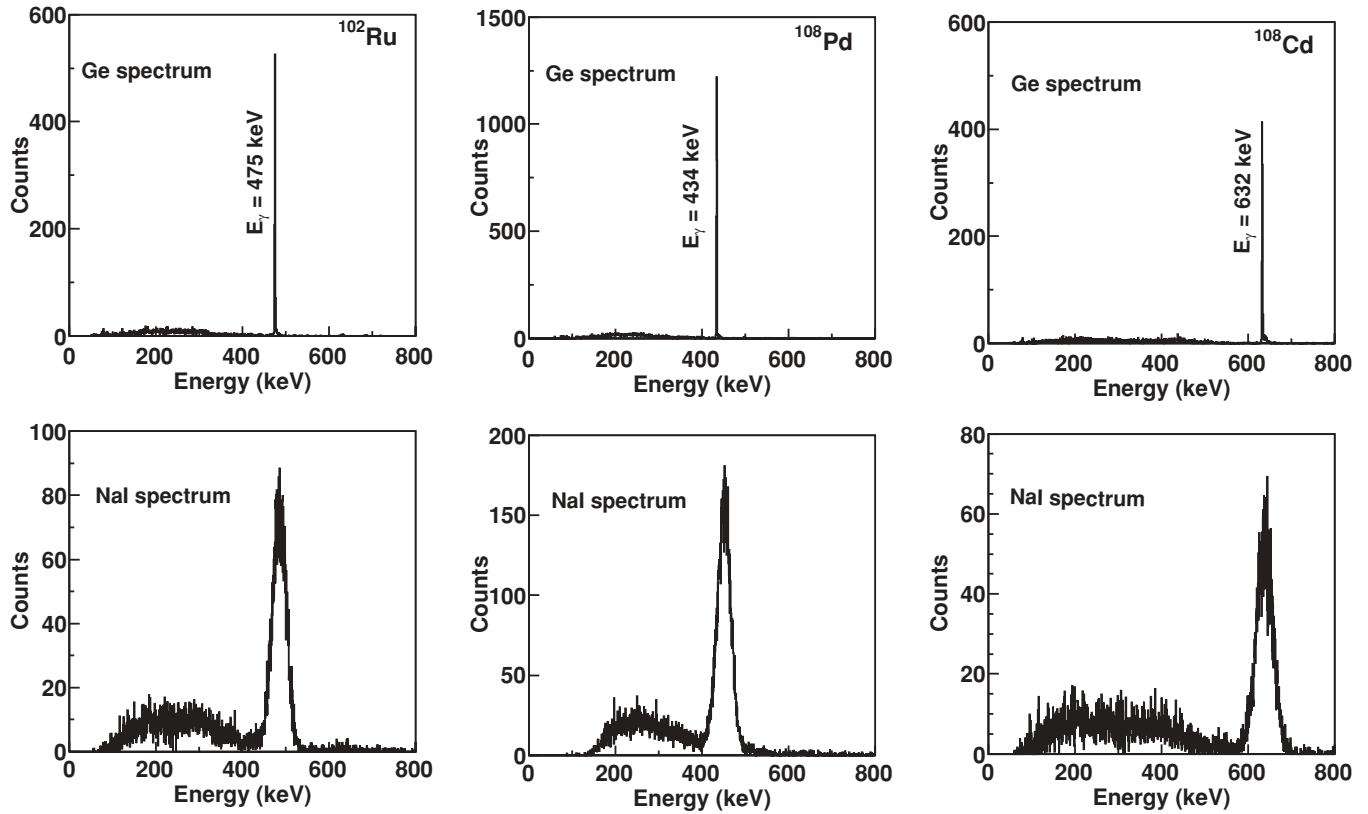 600
400
200
0
Counts
¹⁰²Ru
Ge spectrum
E_γ = 475 keV
0 200 400 600 800
Energy (keV)
1500
1000
500
0
Counts
¹⁰⁸Pd
Ge spectrum
E_γ = 434 keV
0 200 400 600 800
Energy (keV)
600
400
200
0
Counts
¹⁰⁸Cd
Ge spectrum
E_γ = 632 keV
0 200 400 600 800
Energy (keV)
100
80
60
40
20
0
Counts
NaI spectrum
0 200 400 600 800
Energy (keV)
200
150
100
50
0
Counts
NaI spectrum
0 200 400 600 800
Energy (keV)
80
60
40
20
0
Counts
NaI spectrum
0 200 400 600 800
Energy (keV)